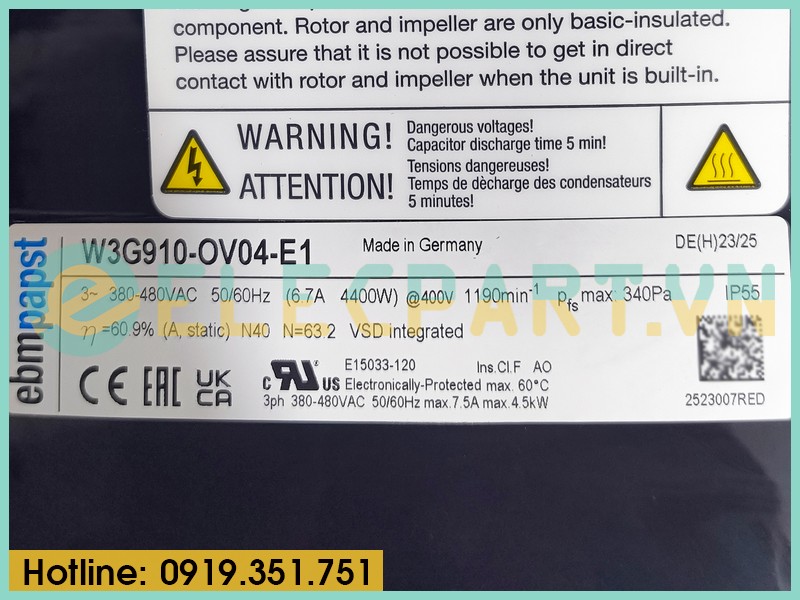 component. Rotor and impeller are only basic-insulated.
Please assure that it is not possible to get in direct
contact with rotor and impeller when the unit is built-in.
WARNING! Dangerous voltages!
Capacitor discharge time 5 min!
ATTENTION! Tensions dangereuses!
Temps de dècharge des condensateurs
5 minutes!
ebmpapst
W3G910-OV04-E1 Made in Germany DE(H)23/25
3~ 380-480VAC 50/60Hz (6.7A 4400W) @400V 1190min-1 pfs max: 340Pa IP55
η =60.9% (A, static) N40 N=63.2 VSD integrated
ELEKPART.VN
CE EAC UKCA c RU US E15033-120 Ins.Cl.F AO
Electronically-Protected max. 60°C
3ph 380-480VAC 50/60Hz max.7.5A max.4.5kW
2523007RED
Hotline: 0919.351.751